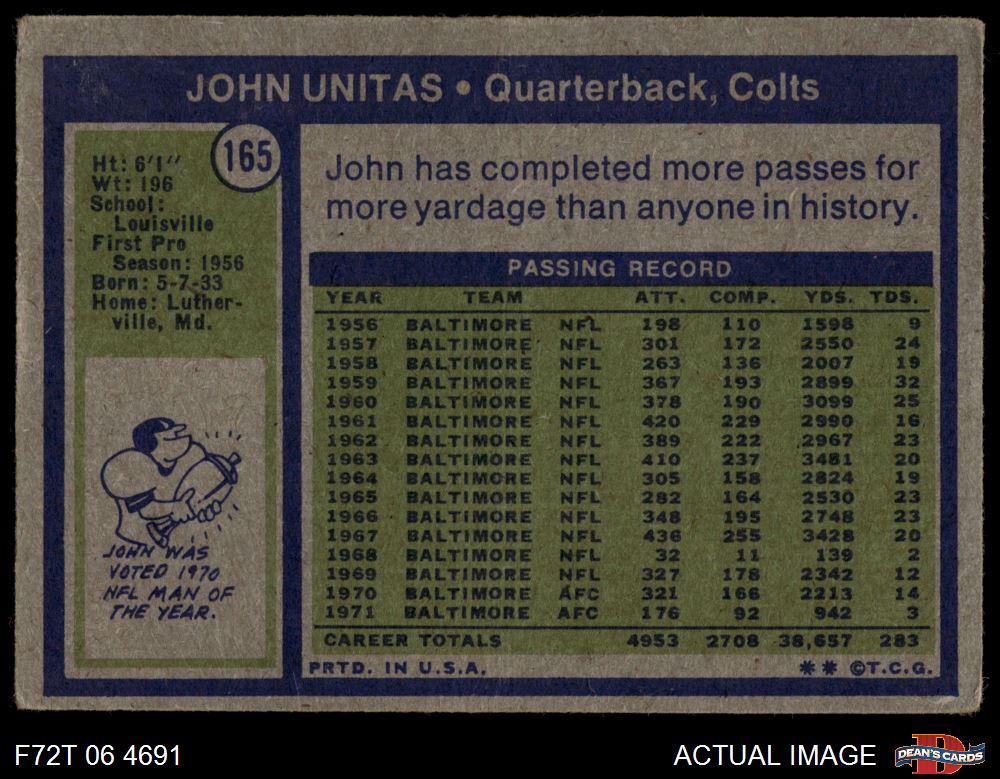 JOHN UNITAS • Quarterback, Colts
165
Ht: 6'1"
Wt: 196
School:
Louisville
First Pro
Season: 1956
Born: 5-7-33
Home: Luther-
ville, Md.
JOHN WAS
VOTED 1970
NFL MAN OF
THE YEAR.
John has completed more passes for
more yardage than anyone in history.
PASSING RECORD
YEAR TEAM ATT. COMP. YDS. TDS.
1956 BALTIMORE NFL 198 110 1598 9
1957 BALTIMORE NFL 301 172 2550 24
1958 BALTIMORE NFL 263 136 2007 19
1959 BALTIMORE NFL 367 193 2899 32
1960 BALTIMORE NFL 378 190 3099 25
1961 BALTIMORE NFL 420 229 2990 16
1962 BALTIMORE NFL 389 222 2967 23
1963 BALTIMORE NFL 410 237 3481 20
1964 BALTIMORE NFL 305 158 2824 19
1965 BALTIMORE NFL 282 164 2530 23
1966 BALTIMORE NFL 348 195 2748 23
1967 BALTIMORE NFL 436 255 3428 20
1968 BALTIMORE NFL 32 11 139 2
1969 BALTIMORE NFL 327 178 2342 12
1970 BALTIMORE AFC 321 166 2213 14
1971 BALTIMORE AFC 176 92 942 3
CAREER TOTALS 4953 2708 38,657 283
PRTD. IN U.S.A. ** ©T.C.G.
F72T 06 4691
ACTUAL IMAGE
DEAN'S CARDS